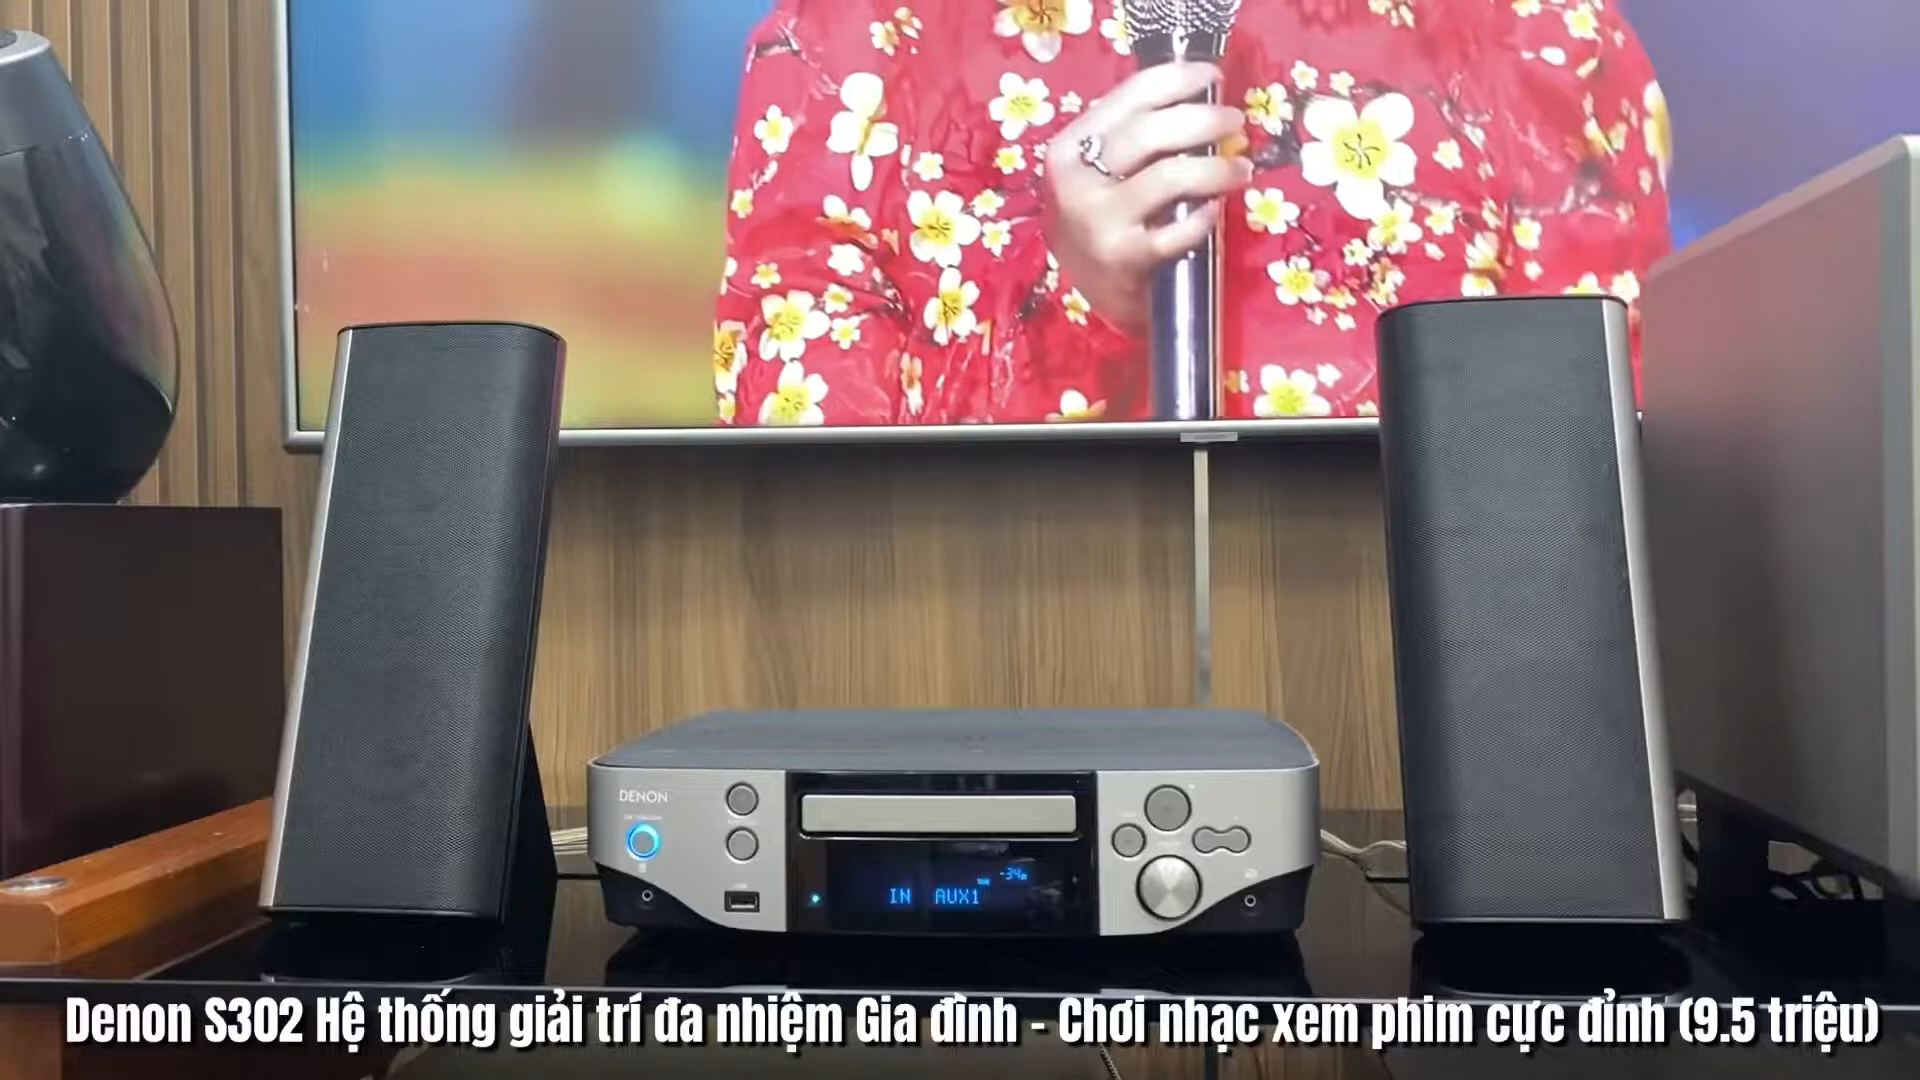 DENON
-34
IN AUX1
Denon S302 Hệ thống giải trí đa nhiệm Gia đình - Chơi nhạc xem phim cực đỉnh (9.5 triệu)